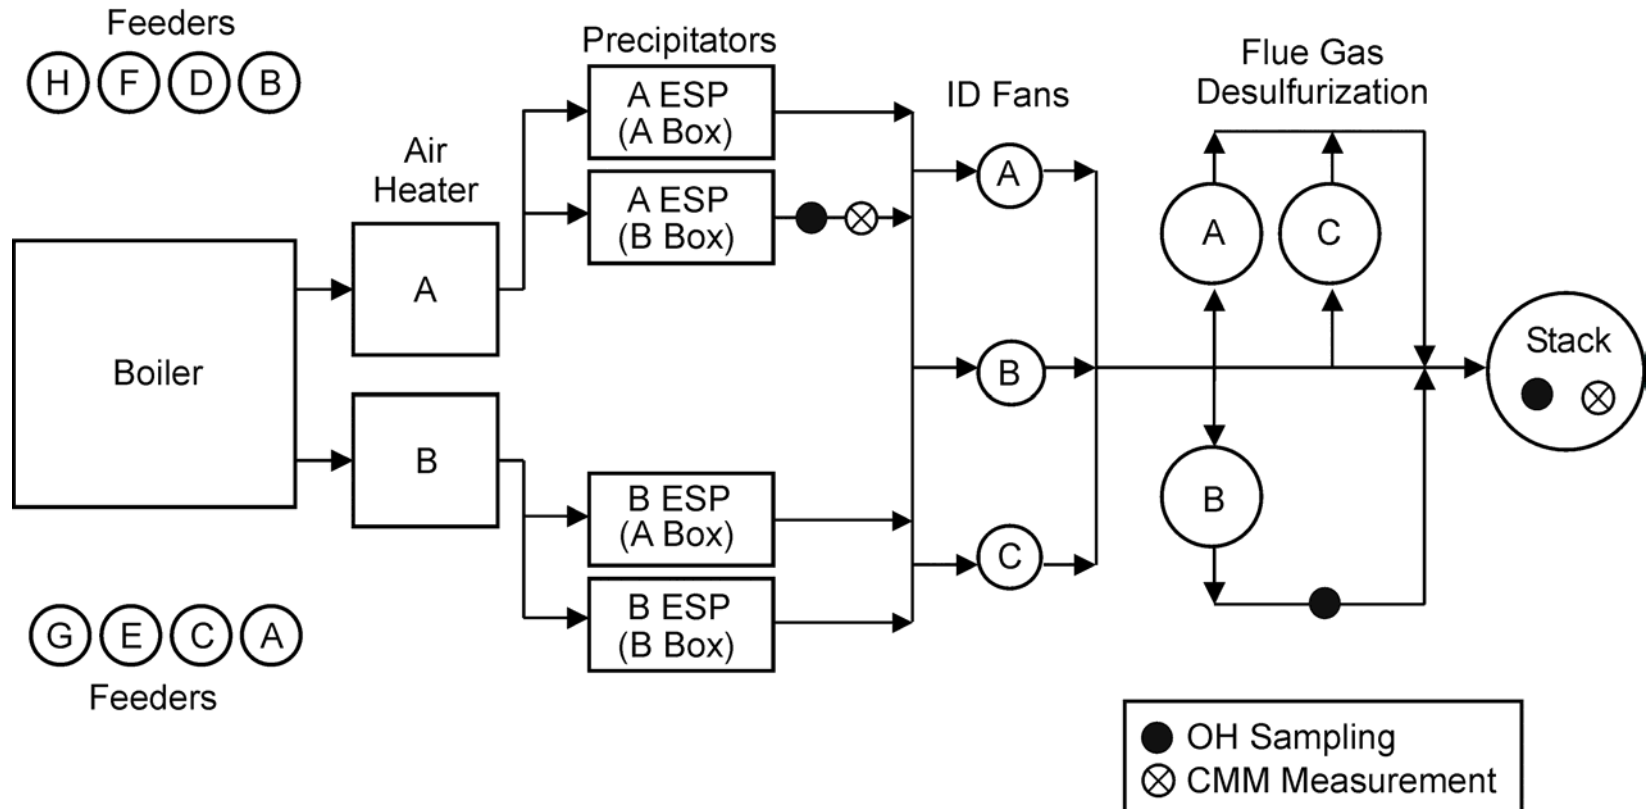 Feeders
H F D B
Air
Heater
Boiler
A
B
G E C A
Feeders
Precipitators
A ESP
(A Box)
A ESP
(B Box)
B ESP
(A Box)
B ESP
(B Box)
ID Fans
A
B
C
Flue Gas
Desulfurization
A C
B
Stack
OH Sampling
CMM Measurement